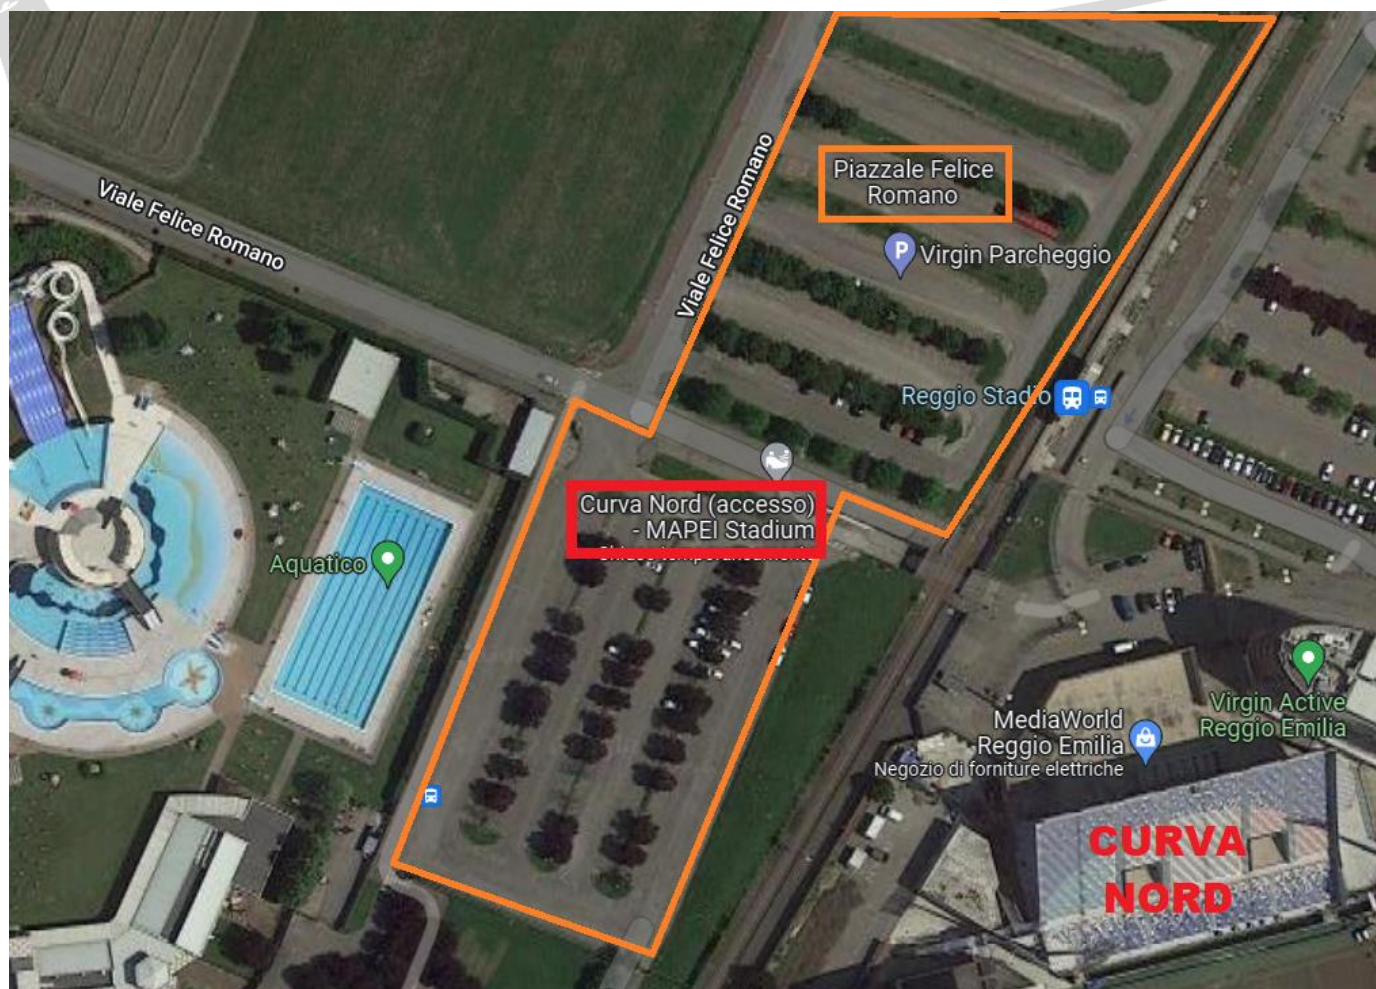 Piazzale Felice
Romano
Viale Felice Romano
Viale Felice Romano
P
Virgin Parcheggio
Reggio Stadio
Curva Nord (accesso)
- MAPEI Stadium
Aquatico
Virgin Active
Reggio Emilia
MediaWorld
Reggio Emilia
Negozio di forniture elettriche
CURVA
NORD